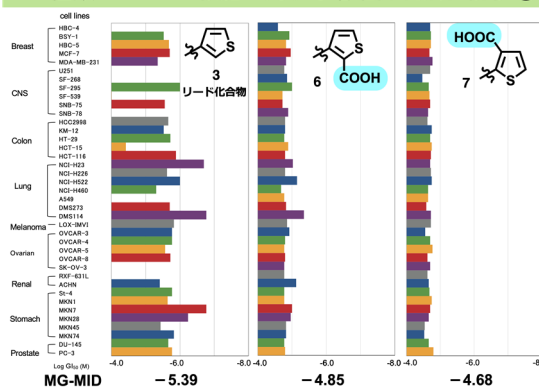 cell lines
Breast
HBC-4
BSY-1
HBC-5
MCF-7
MDA-MB-231
CNS
U251
SF-268
SF-295
SF-539
SNB-75
SNB-78
Colon
HCC2998
KM-12
HT-29
HCT-15
HCT-116
Lung
NCI-H23
NCI-H226
NCI-H522
NCI-H460
A549
DMS273
DMS114
Melanoma
LOX-IMVI
Ovarian
OVCAR-3
OVCAR-4
OVCAR-5
OVCAR-8
SK-OV-3
Renal
RXF-631L
ACHN
Stomach
St-4
MKN1
MKN7
MKN28
MKN45
MKN74
Prostate
DU-145
PC-3
S
3
リード化合物
S
COOH
6
HOOC
S
7
Log GI₅₀ (M)
-4.0 -6.0 -8.0
-4.0 -6.0 -8.0
-4.0 -6.0 -8.0
MG-MID −5.39 −4.85 −4.68